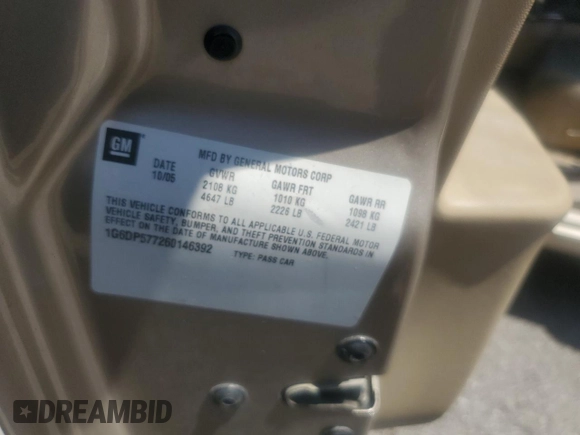 GM
MFD BY GENERAL MOTORS CORP
DATE GVWR GAWR FRT GAWR RR
10/05 2108 KG 1010 KG 1098 KG
4647 LB 2226 LB 2421 LB
THIS VEHICLE CONFORMS TO ALL APPLICABLE U.S. FEDERAL MOTOR
VEHICLE SAFETY, BUMPER, AND THEFT PREVENTION STANDARDS IN
EFFECT ON THE DATE OF MANUFACTURE SHOWN ABOVE.
1G6DP577260146392 TYPE: PASS CAR
DREAMBID